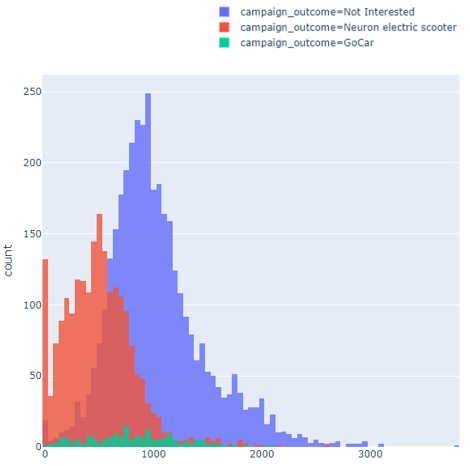 campaign_outcome=Not Interested
campaign_outcome=Neuron electric scooter
campaign_outcome=GoCar
250
200
150
100
50
0
count
0 1000 2000 3000